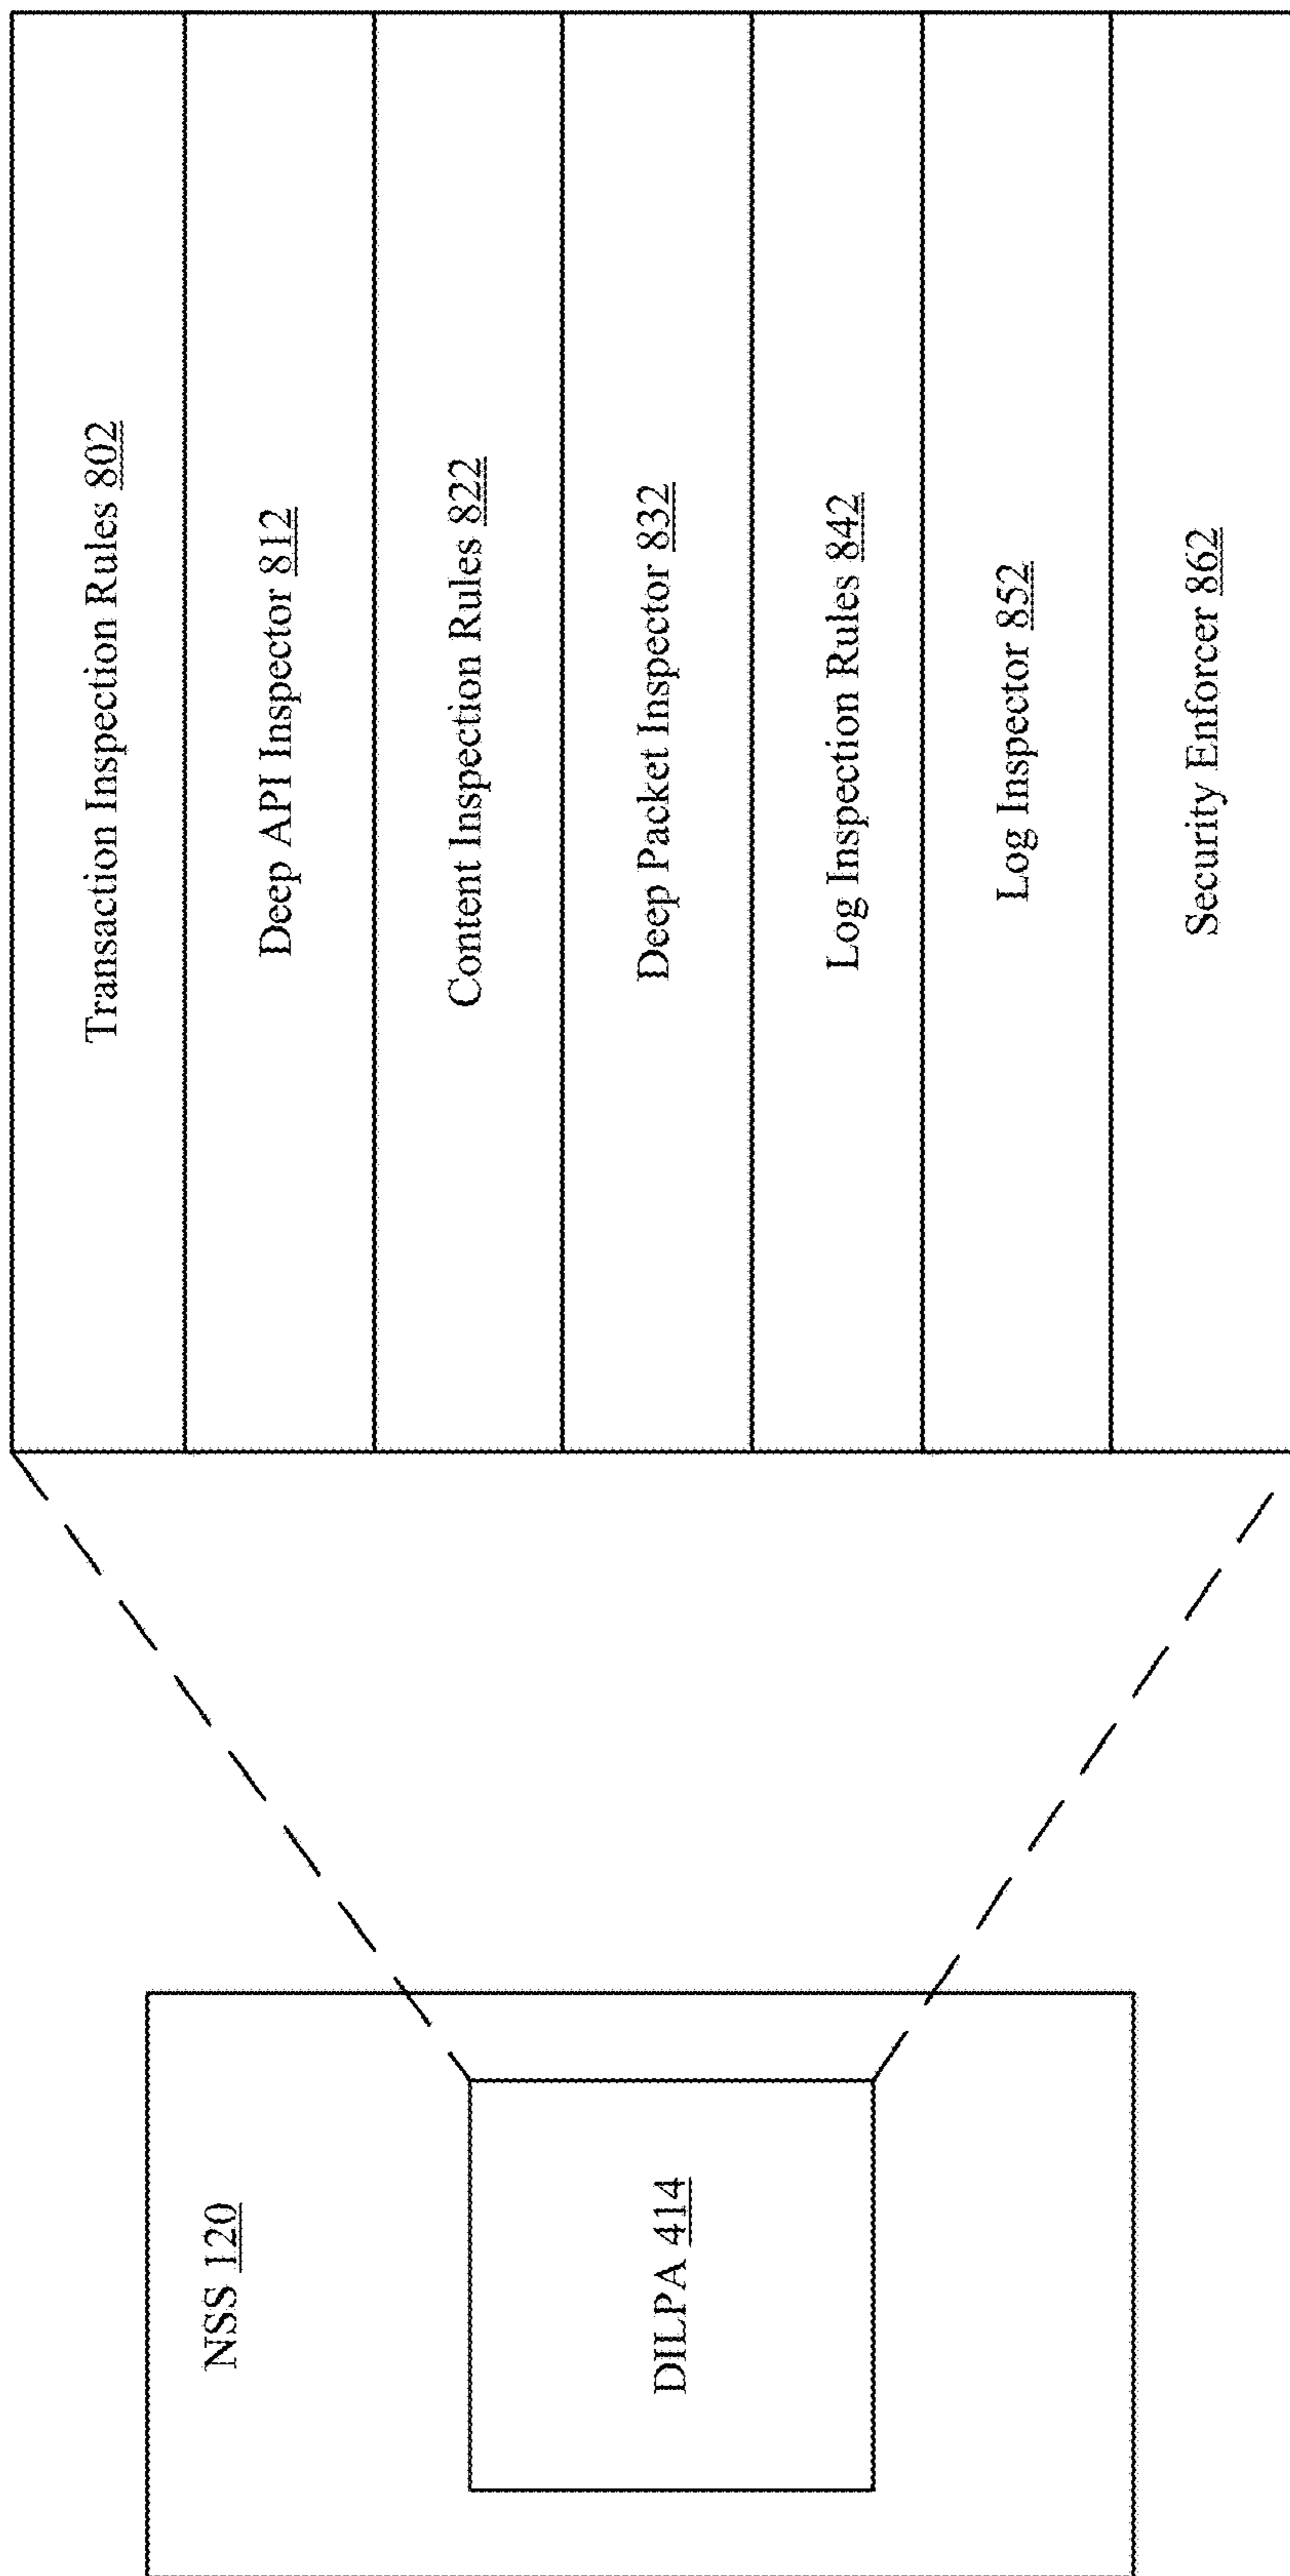 NSS 120
DILPA 414
Transaction Inspection Rules 802
Deep API Inspector 812
Content Inspection Rules 822
Deep Packet Inspector 832
Log Inspection Rules 842
Log Inspector 852
Security Enforcer 862